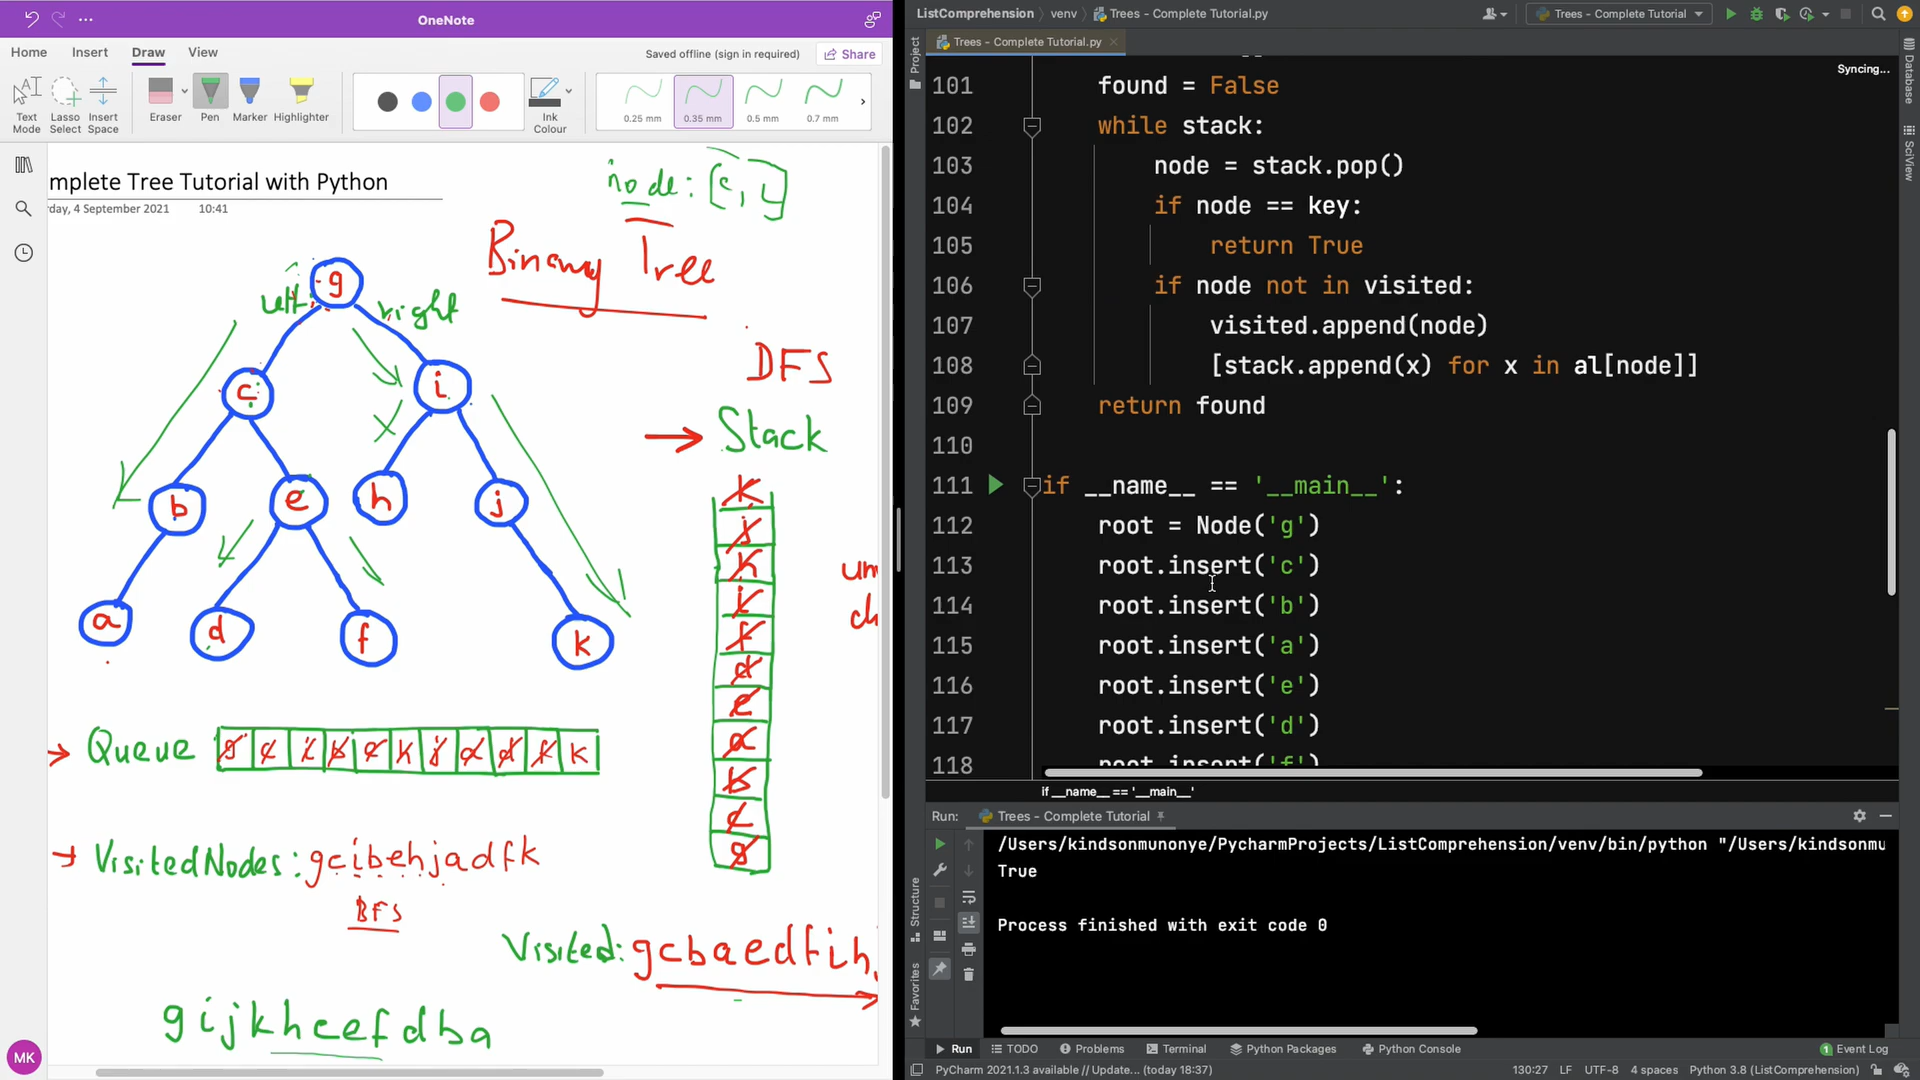 OneNote
Home Insert Draw View
Saved offline (sign in required) Share
Text Mode
Lasso Select
Insert Space
Eraser
Pen
Marker
Highlighter
Ink Colour
0.25 mm
0.35 mm
0.5 mm
0.7 mm
mplete Tree Tutorial with Python
day, 4 September 2021 10:41
node: [c, i]
Binary Tree
g
left right
DFS
c i
Stack
b e h j
a d f k
k
j
h
i
f
d
e
a
b
c
g
Queue g c i b e h j a d f k
VisitedNodes: gcibehjadfk
BFS
Visited: gcbaedfih
gijkhcefdba
MK
ListComprehension venv Trees - Complete Tutorial.py
Trees - Complete Tutorial
Trees - Complete Tutorial.py
Syncing...
Project
Database
SciView
101 found = False
102 while stack:
103 node = stack.pop()
104 if node == key:
105 return True
106 if node not in visited:
107 visited.append(node)
108 [stack.append(x) for x in al[node]]
109 return found
110
111 if __name__ == '__main__':
112 root = Node('g')
113 root.insert('c')
114 root.insert('b')
115 root.insert('a')
116 root.insert('e')
117 root.insert('d')
118 root.insert('f')
if __name__ == '__main__'
Run: Trees - Complete Tutorial
/Users/kindsonmunonye/PycharmProjects/ListComprehension/venv/bin/python "/Users/kindsonmu
True
Process finished with exit code 0
Structure
Favorites
Run TODO Problems Terminal Python Packages Python Console 1 Event Log
PyCharm 2021.1.3 available // Update... (today 18:37) 130:27 LF UTF-8 4 spaces Python 3.8 (ListComprehension)